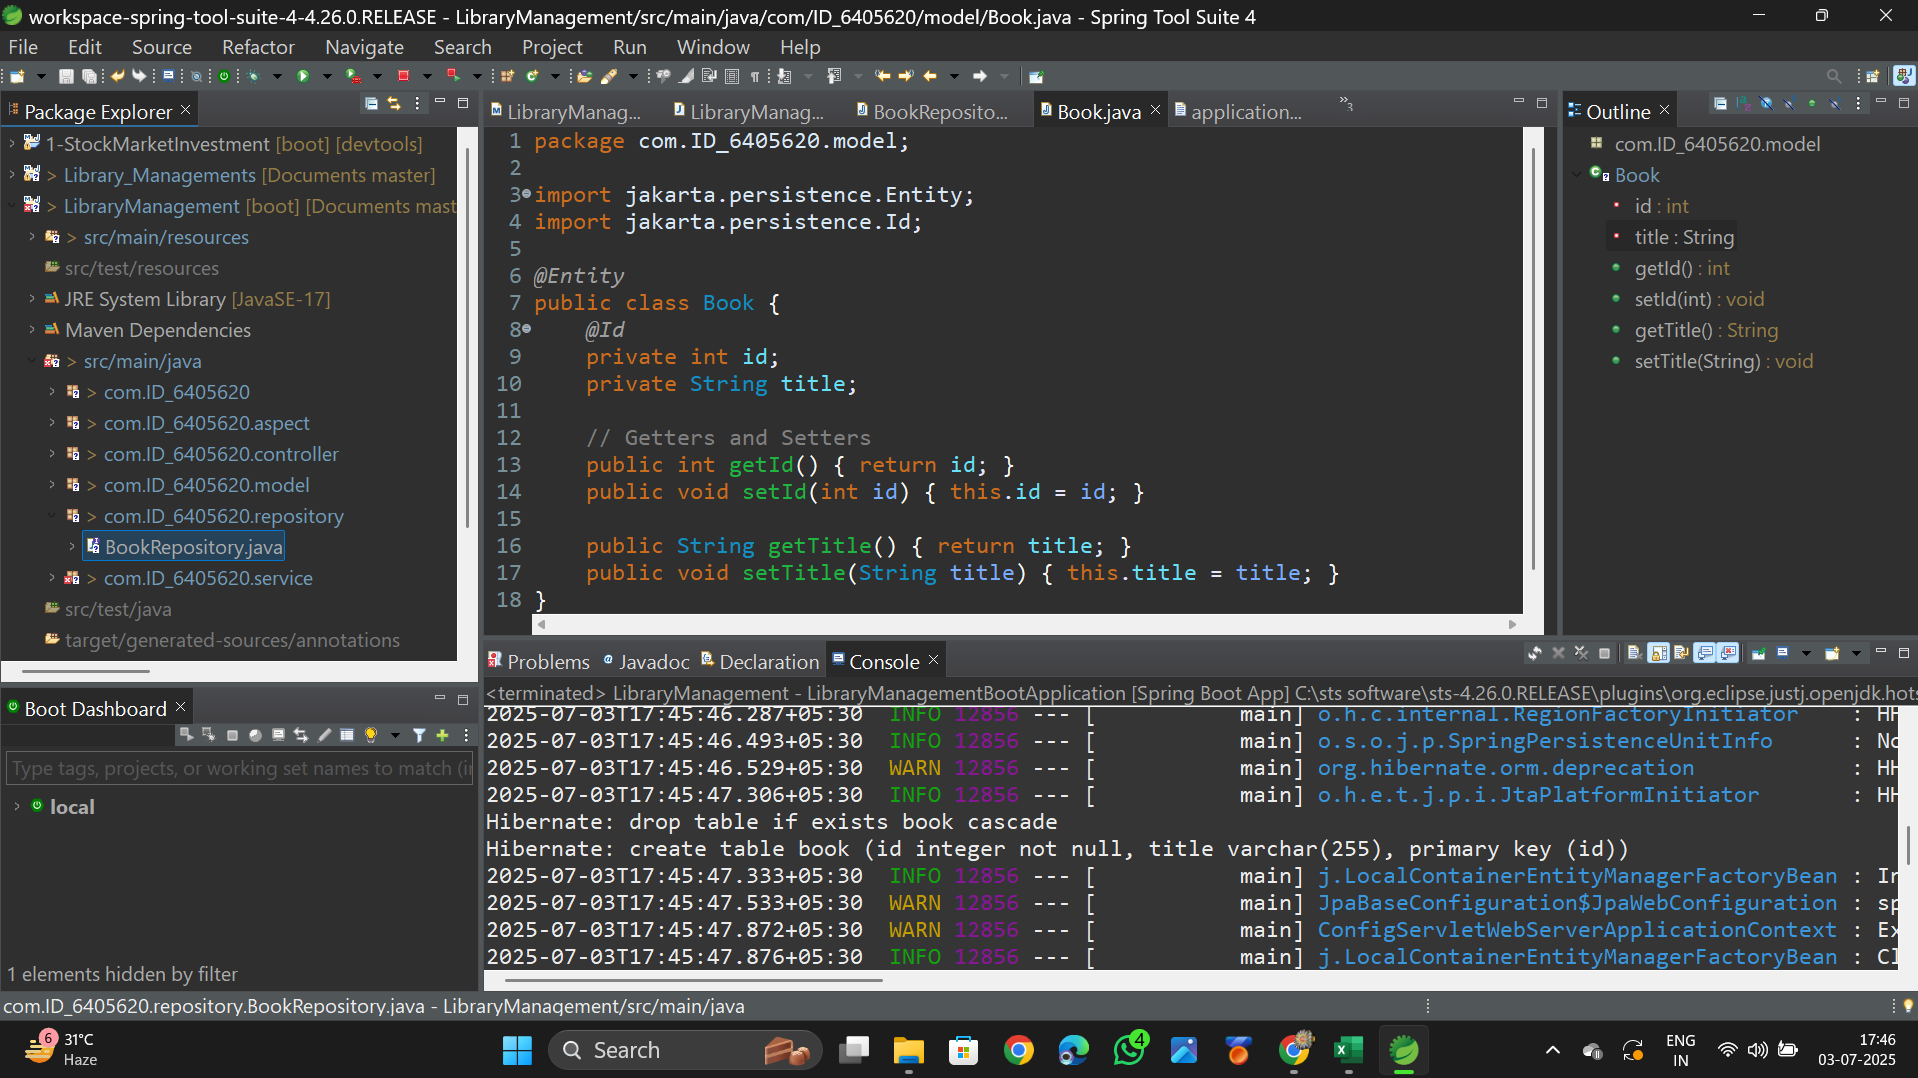 workspace-spring-tool-suite-4-4.26.0.RELEASE - LibraryManagement/src/main/java/com/ID_6405620/model/Book.java - Spring Tool Suite 4
File Edit Source Refactor Navigate Search Project Run Window Help
Package Explorer
1-StockMarketInvestment [boot] [devtools]
> Library_Managements [Documents master]
> LibraryManagement [boot] [Documents mast
> src/main/resources
src/test/resources
JRE System Library [JavaSE-17]
Maven Dependencies
> src/main/java
> com.ID_6405620
> com.ID_6405620.aspect
> com.ID_6405620.controller
> com.ID_6405620.model
> com.ID_6405620.repository
BookRepository.java
> com.ID_6405620.service
src/test/java
target/generated-sources/annotations
LibraryManag... LibraryManag... BookReposito... Book.java application... »3
1 package com.ID_6405620.model;
2
3 import jakarta.persistence.Entity;
4 import jakarta.persistence.Id;
5
6 @Entity
7 public class Book {
8 @Id
9 private int id;
10 private String title;
11
12 // Getters and Setters
13 public int getId() { return id; }
14 public void setId(int id) { this.id = id; }
15
16 public String getTitle() { return title; }
17 public void setTitle(String title) { this.title = title; }
18 }
Outline
com.ID_6405620.model
Book
id : int
title : String
getId() : int
setId(int) : void
getTitle() : String
setTitle(String) : void
Boot Dashboard
Type tags, projects, or working set names to match (in
local
1 elements hidden by filter
Problems Javadoc Declaration Console
<terminated> LibraryManagement - LibraryManagementBootApplication [Spring Boot App] C:\sts software\sts-4.26.0.RELEASE\plugins\org.eclipse.justj.openjdk.hots
2025-07-03T17:45:46.287+05:30 INFO 12856 --- [ main] o.h.c.internal.RegionFactoryInitiator : HH
2025-07-03T17:45:46.493+05:30 INFO 12856 --- [ main] o.s.o.j.p.SpringPersistenceUnitInfo : No
2025-07-03T17:45:46.529+05:30 WARN 12856 --- [ main] org.hibernate.orm.deprecation : HH
2025-07-03T17:45:47.306+05:30 INFO 12856 --- [ main] o.h.e.t.j.p.i.JtaPlatformInitiator : HH
Hibernate: drop table if exists book cascade
Hibernate: create table book (id integer not null, title varchar(255), primary key (id))
2025-07-03T17:45:47.333+05:30 INFO 12856 --- [ main] j.LocalContainerEntityManagerFactoryBean : In
2025-07-03T17:45:47.533+05:30 WARN 12856 --- [ main] JpaBaseConfiguration$JpaWebConfiguration : sp
2025-07-03T17:45:47.872+05:30 WARN 12856 --- [ main] ConfigServletWebServerApplicationContext : Ex
2025-07-03T17:45:47.876+05:30 INFO 12856 --- [ main] j.LocalContainerEntityManagerFactoryBean : Cl
com.ID_6405620.repository.BookRepository.java - LibraryManagement/src/main/java
6
31°C
Haze
Search
4
ENG
IN
17:46
03-07-2025